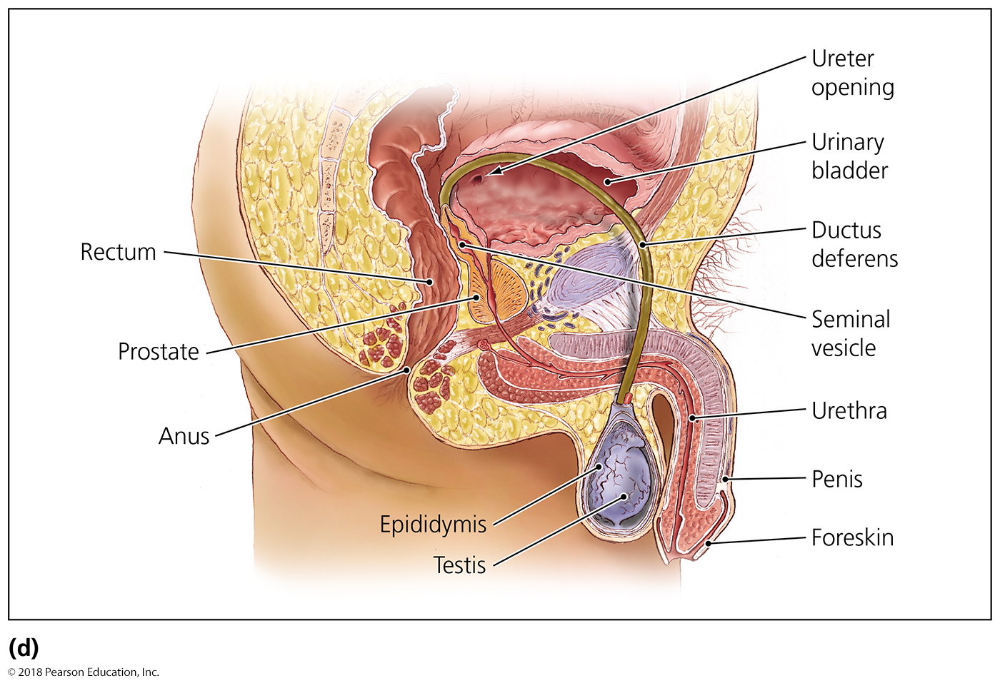 Ureter
opening
Urinary
bladder
Ductus
deferens
Rectum
Seminal
vesicle
Prostate
Urethra
Anus
Penis
Epididymis
Foreskin
Testis
(d)
© 2018 Pearson Education, Inc.